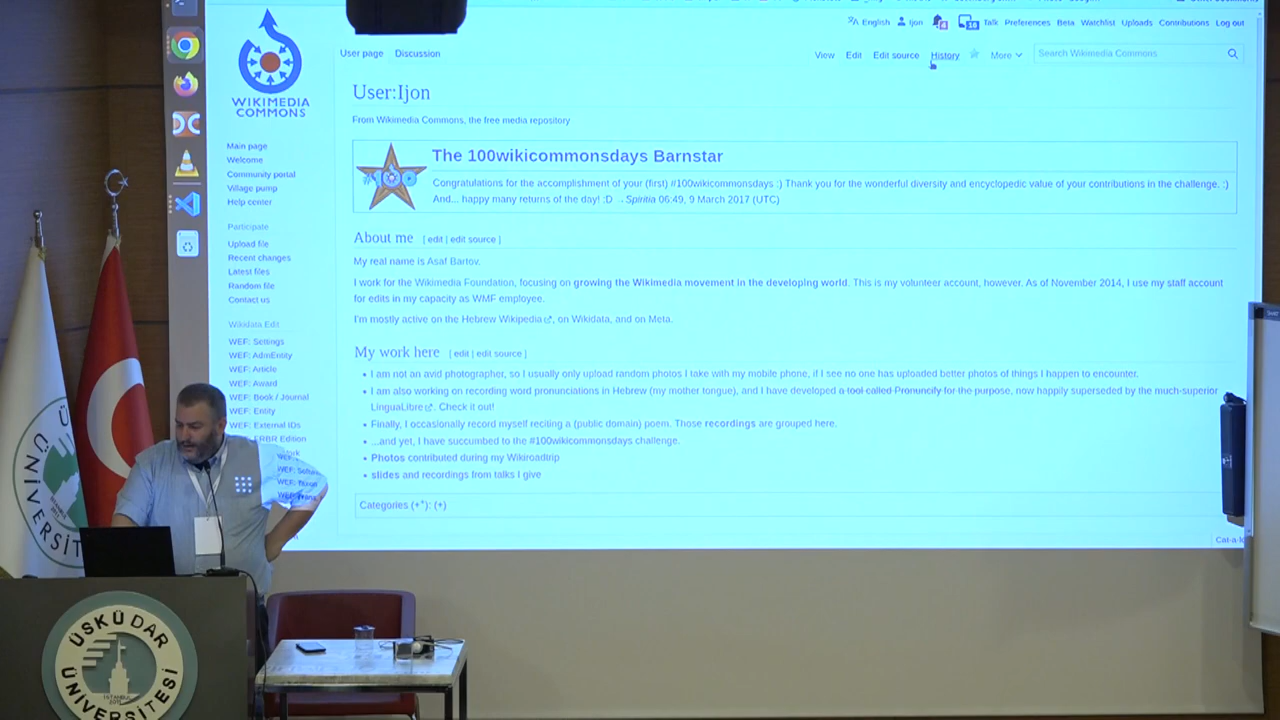 English Ijon 4 16 Talk Preferences Beta Watchlist Uploads Contributions Log out
User page Discussion
View Edit Edit source History More Search Wikimedia Commons
WIKIMEDIA
COMMONS
User:Ijon
From Wikimedia Commons, the free media repository
The 100wikicommonsdays Barnstar
Congratulations for the accomplishment of your (first) #100wikicommonsdays :) Thank you for the wonderful diversity and encyclopedic value of your contributions in the challenge. :)
And... happy many returns of the day! :D Spiritia 06:49, 9 March 2017 (UTC)
Main page
Welcome
Community portal
Village pump
Help center
Participate
Upload file
Recent changes
Latest files
Random file
Contact us
Wikidata Edit
WEF: Settings
WEF: AdmEntity
WEF: Article
WEF: Award
WEF: Book / Journal
WEF: Entity
WEF: External IDs
FRBR Edition
WEF: Softw
WEF: Taxon
WEF: Trans
About me [ edit | edit source ]
My real name is Asaf Bartov.
I work for the Wikimedia Foundation, focusing on growing the Wikimedia movement in the developing world. This is my volunteer account, however. As of November 2014, I use my staff account
for edits in my capacity as WMF employee.
I'm mostly active on the Hebrew Wikipedia, on Wikidata, and on Meta.
My work here [ edit | edit source ]
• I am not an avid photographer, so I usually only upload random photos I take with my mobile phone, if I see no one has uploaded better photos of things I happen to encounter.
• I am also working on recording word pronunciations in Hebrew (my mother tongue), and I have developed a tool called Pronuncify for the purpose, now happily superseded by the much-superior
LinguaLibre. Check it out!
• Finally, I occasionally record myself reciting a (public domain) poem. Those recordings are grouped here.
• ...and yet, I have succumbed to the #100wikicommonsdays challenge.
• Photos contributed during my Wikiroadtrip
• slides and recordings from talks I give
Categories (+⁺): (+)
Cat-a-lo
ÜSKÜDAR
ÜNİVERSİTESİ
İSTANBUL